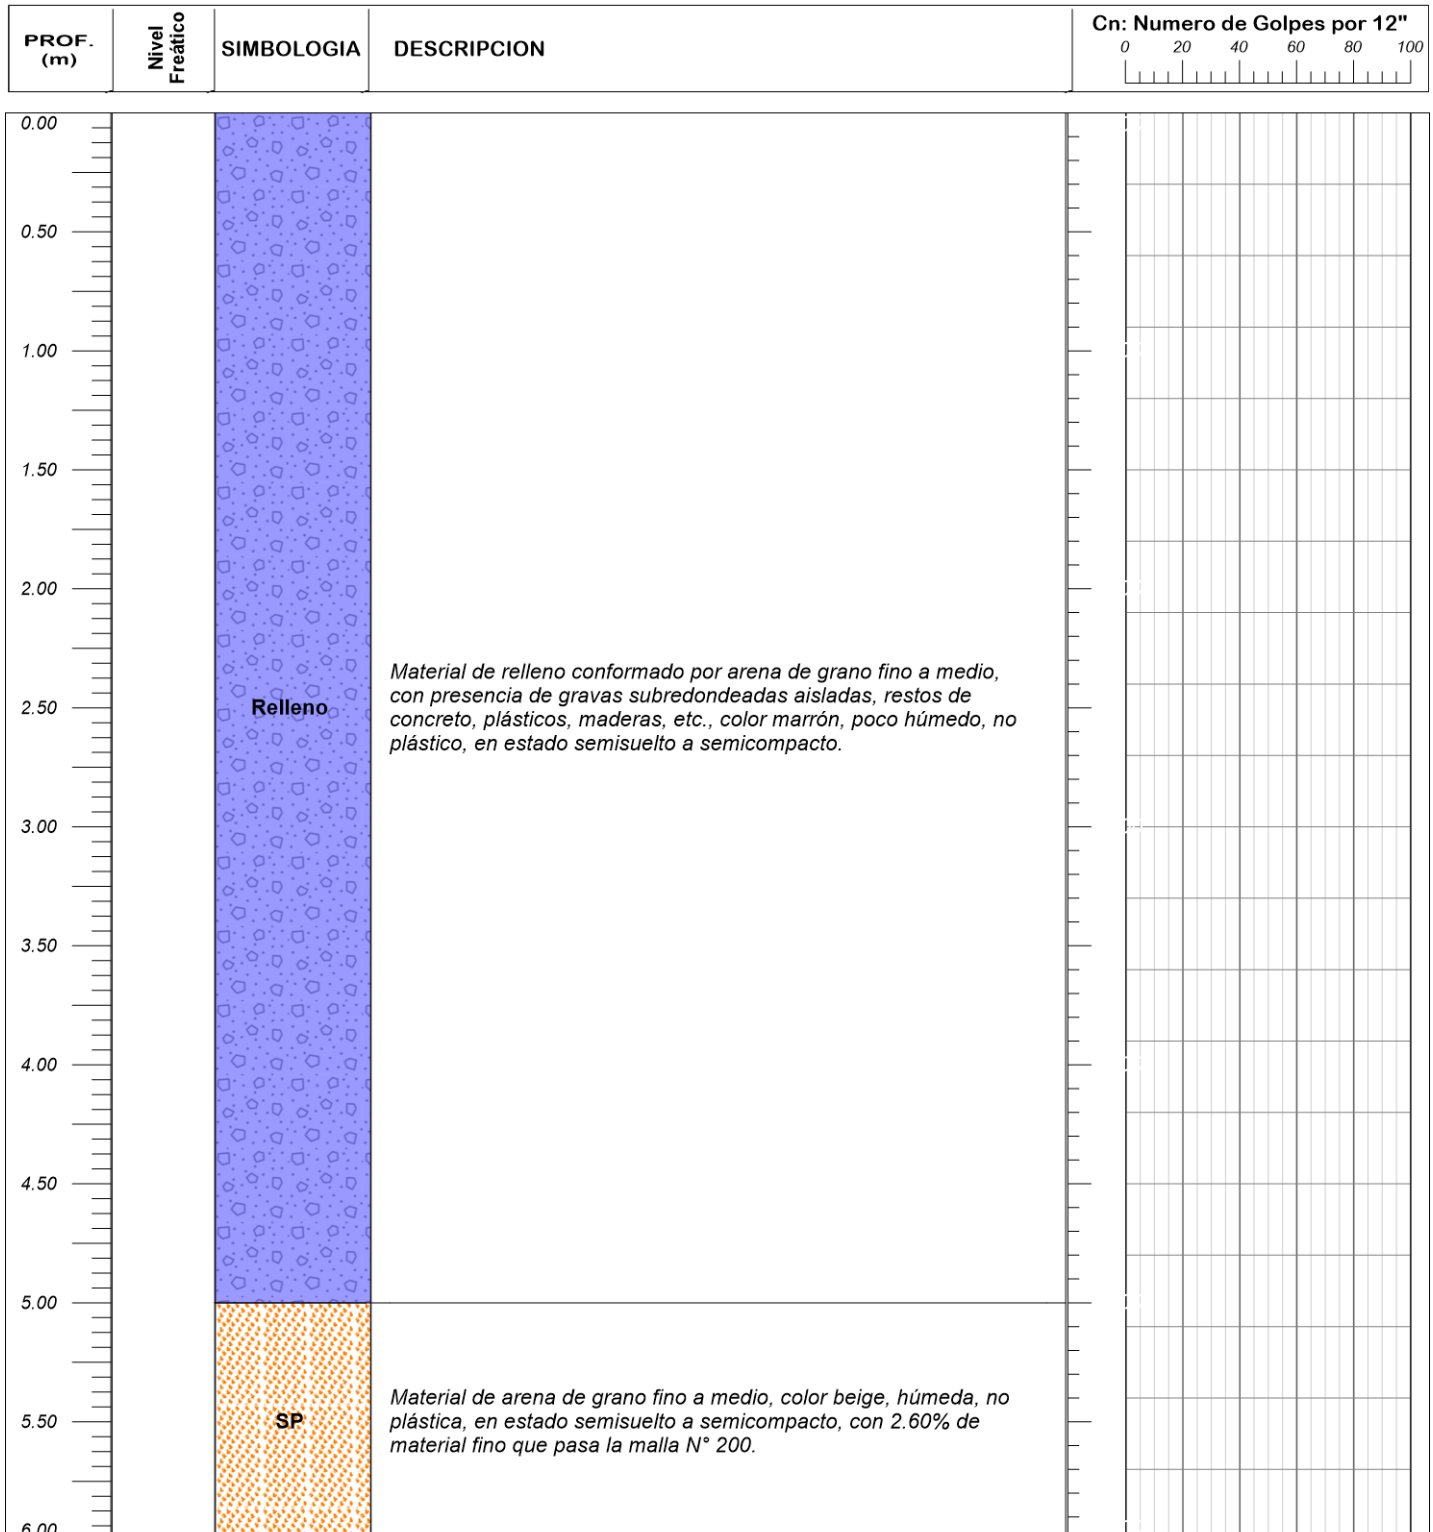 PROF.
(m)
Nivel
Freático
SIMBOLOGIA
DESCRIPCION
Cn: Numero de Golpes por 12"
0 20 40 60 80 100
0.00
0.50
1.00
1.50
2.00
Material de relleno conformado por arena de grano fino a medio,
con presencia de gravas subredondeadas aisladas, restos de
concreto, plásticos, maderas, etc., color marrón, poco húmedo, no
plástico, en estado semisuelto a semicompacto.
2.50
Relleno
3.00
3.50
4.00
4.50
5.00
Material de arena de grano fino a medio, color beige, húmeda, no
plástica, en estado semisuelto a semicompacto, con 2.60% de
material fino que pasa la malla N° 200.
5.50
SP
6.00